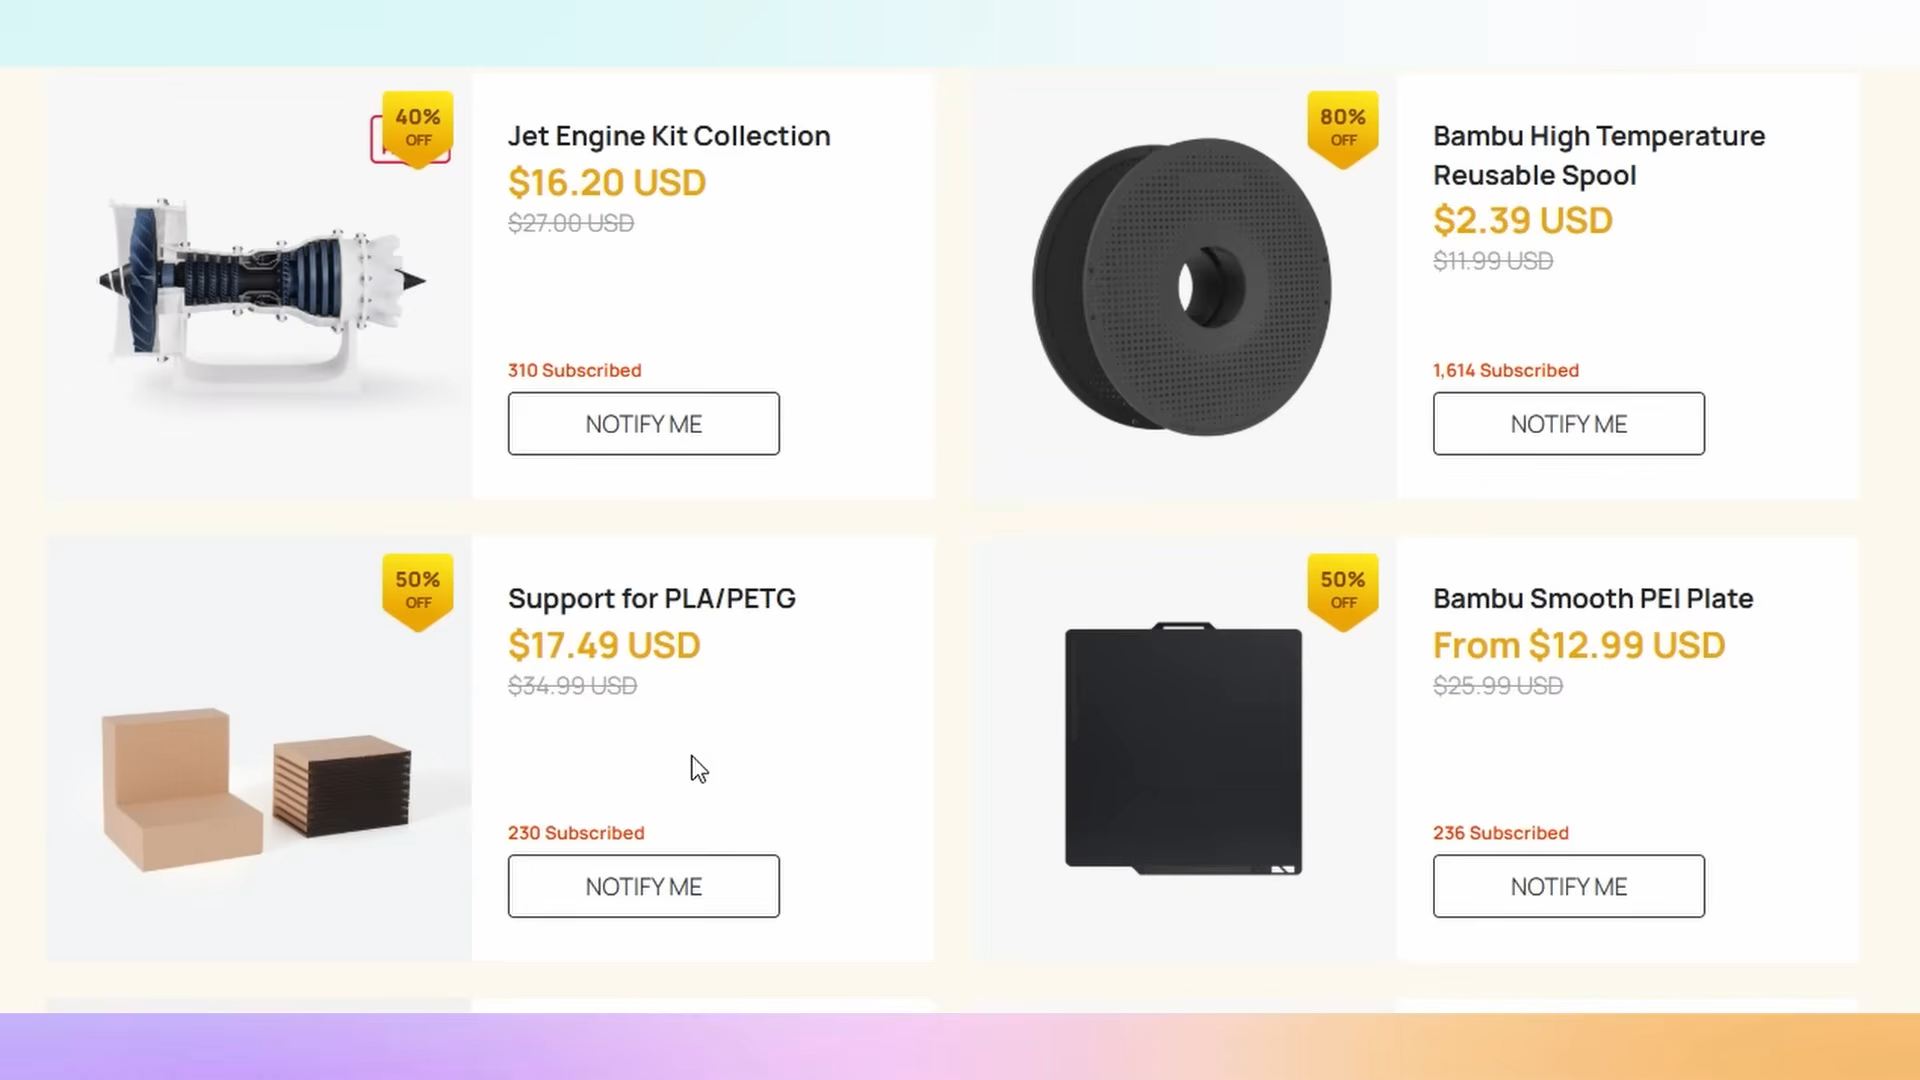 40%
OFF
Jet Engine Kit Collection
$16.20 USD
$27.00 USD
310 Subscribed
NOTIFY ME
80%
OFF
Bambu High Temperature
Reusable Spool
$2.39 USD
$11.99 USD
1,614 Subscribed
NOTIFY ME
50%
OFF
Support for PLA/PETG
$17.49 USD
$34.99 USD
230 Subscribed
NOTIFY ME
50%
OFF
Bambu Smooth PEI Plate
From $12.99 USD
$25.99 USD
236 Subscribed
NOTIFY ME